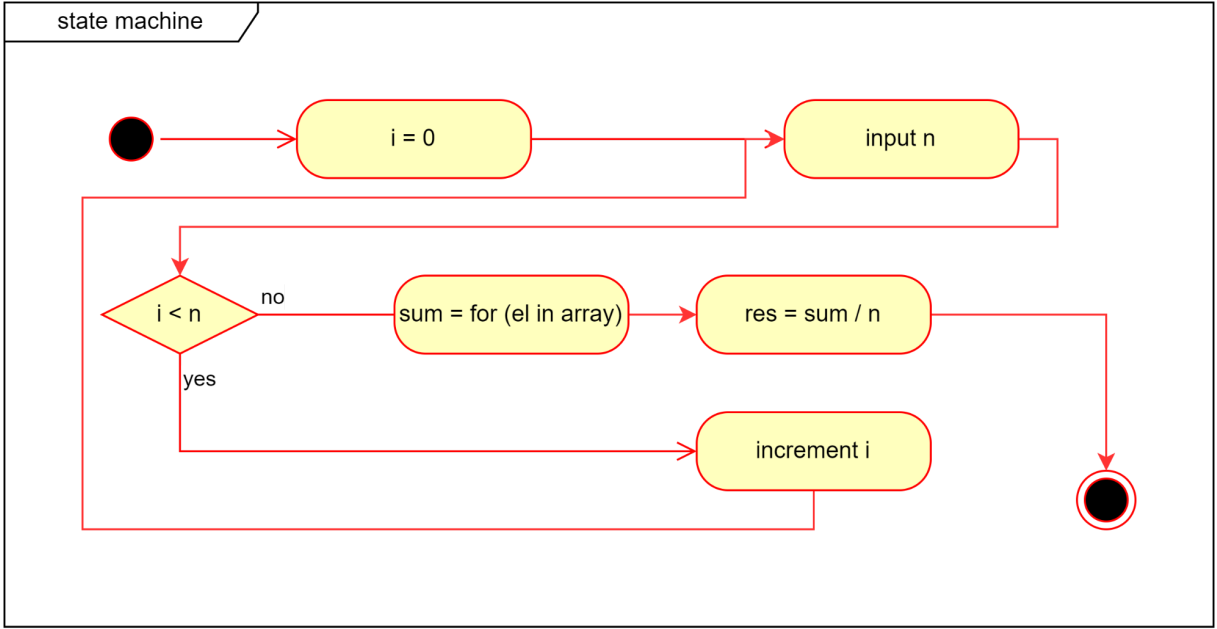 state machine
i = 0
input n
i < n
no
sum = for (el in array)
res = sum / n
yes
increment i